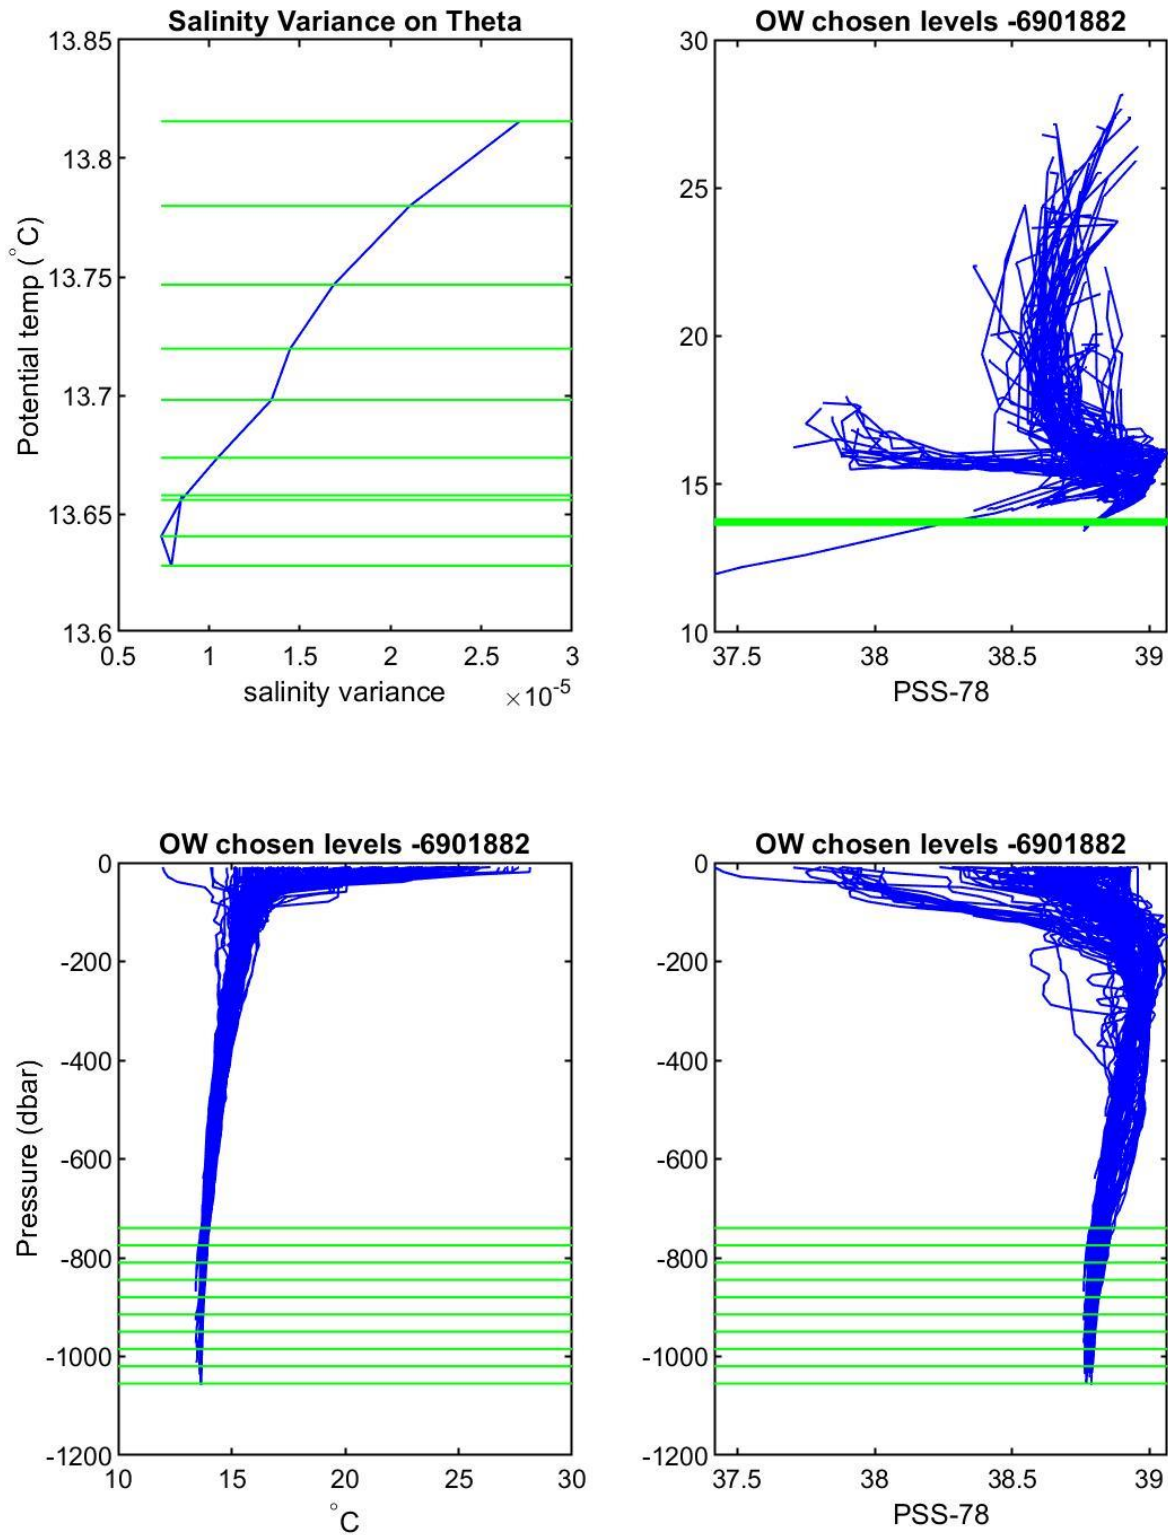 Salinity Variance on Theta
13.85
13.8
13.75
13.7
13.65
13.6
Potential temp (°C)
0.5 1 1.5 2 2.5 3
salinity variance ×10-5
OW chosen levels -6901882
30
25
20
15
10
37.5 38 38.5 39
PSS-78
OW chosen levels -6901882
0
-200
-400
-600
-800
-1000
-1200
Pressure (dbar)
10 15 20 25 30
°C
OW chosen levels -6901882
0
-200
-400
-600
-800
-1000
-1200
37.5 38 38.5 39
PSS-78